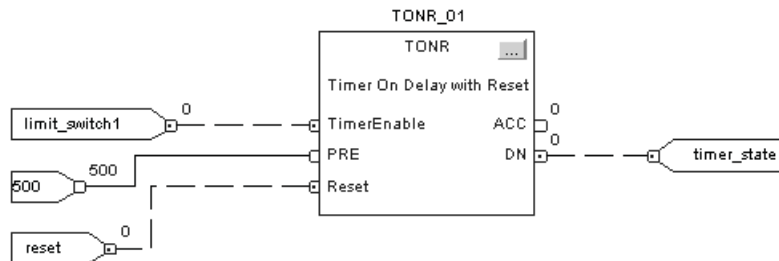 TONR_01
TONR
...
Timer On Delay with Reset
limit_switch1 0 TimerEnable ACC 0
500 500 PRE DN 0 timer_state
reset 0 Reset